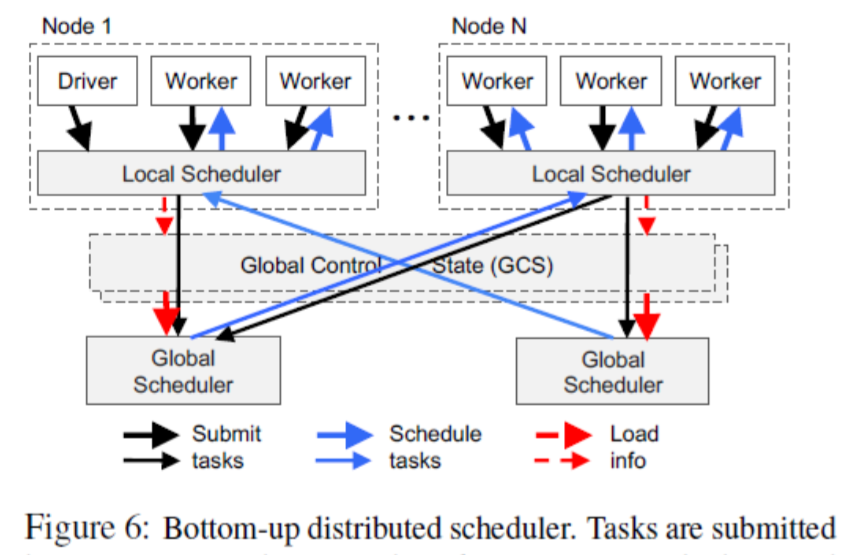 Node 1
Node N
Driver
Worker
Worker
...
Worker
Worker
Worker
Local Scheduler
Local Scheduler
Global Control State (GCS)
Global
Scheduler
Global
Scheduler
Submit
tasks
Schedule
tasks
Load
info
Figure 6: Bottom-up distributed scheduler. Tasks are submitted